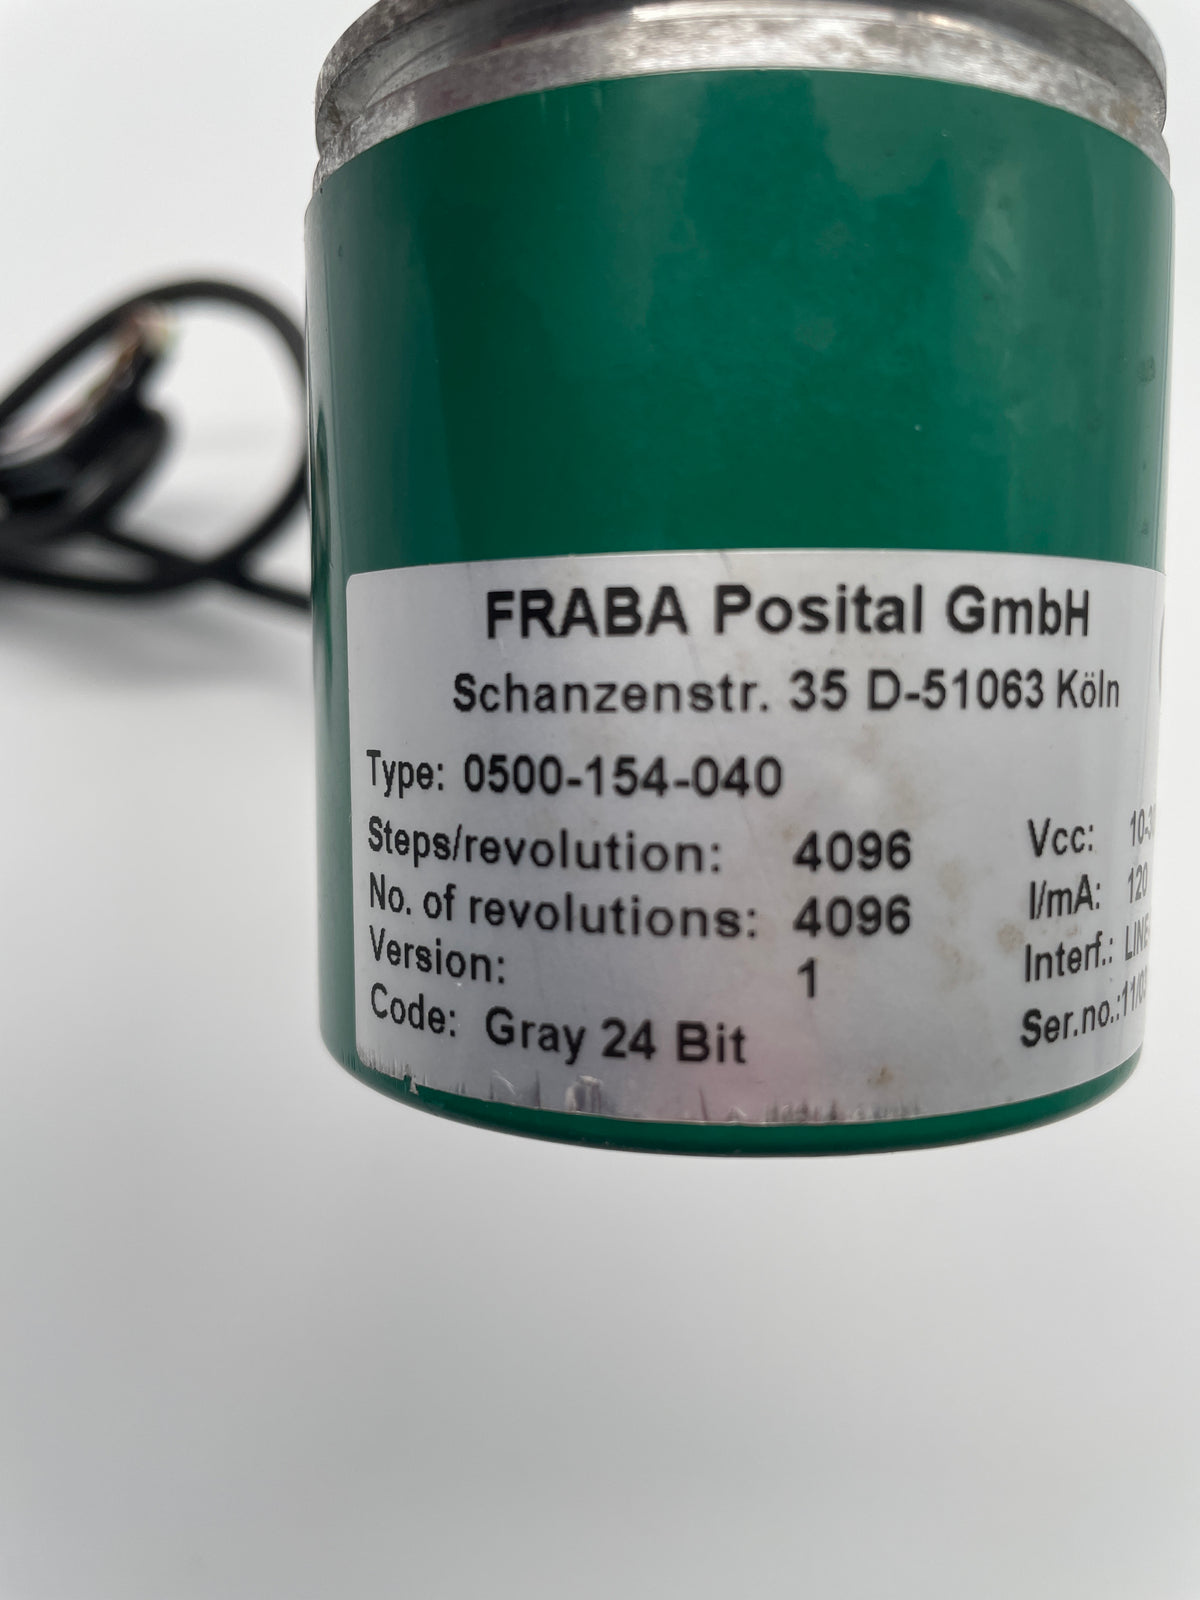 FRABA Posital GmbH
Schanzenstr. 35 D-51063 Köln
Type: 0500-154-040
Steps/revolution: 4096 Vcc:
No. of revolutions: 4096 I/mA: 120
Version: 1 Interf.:
Code: Gray 24 Bit Ser.no.: